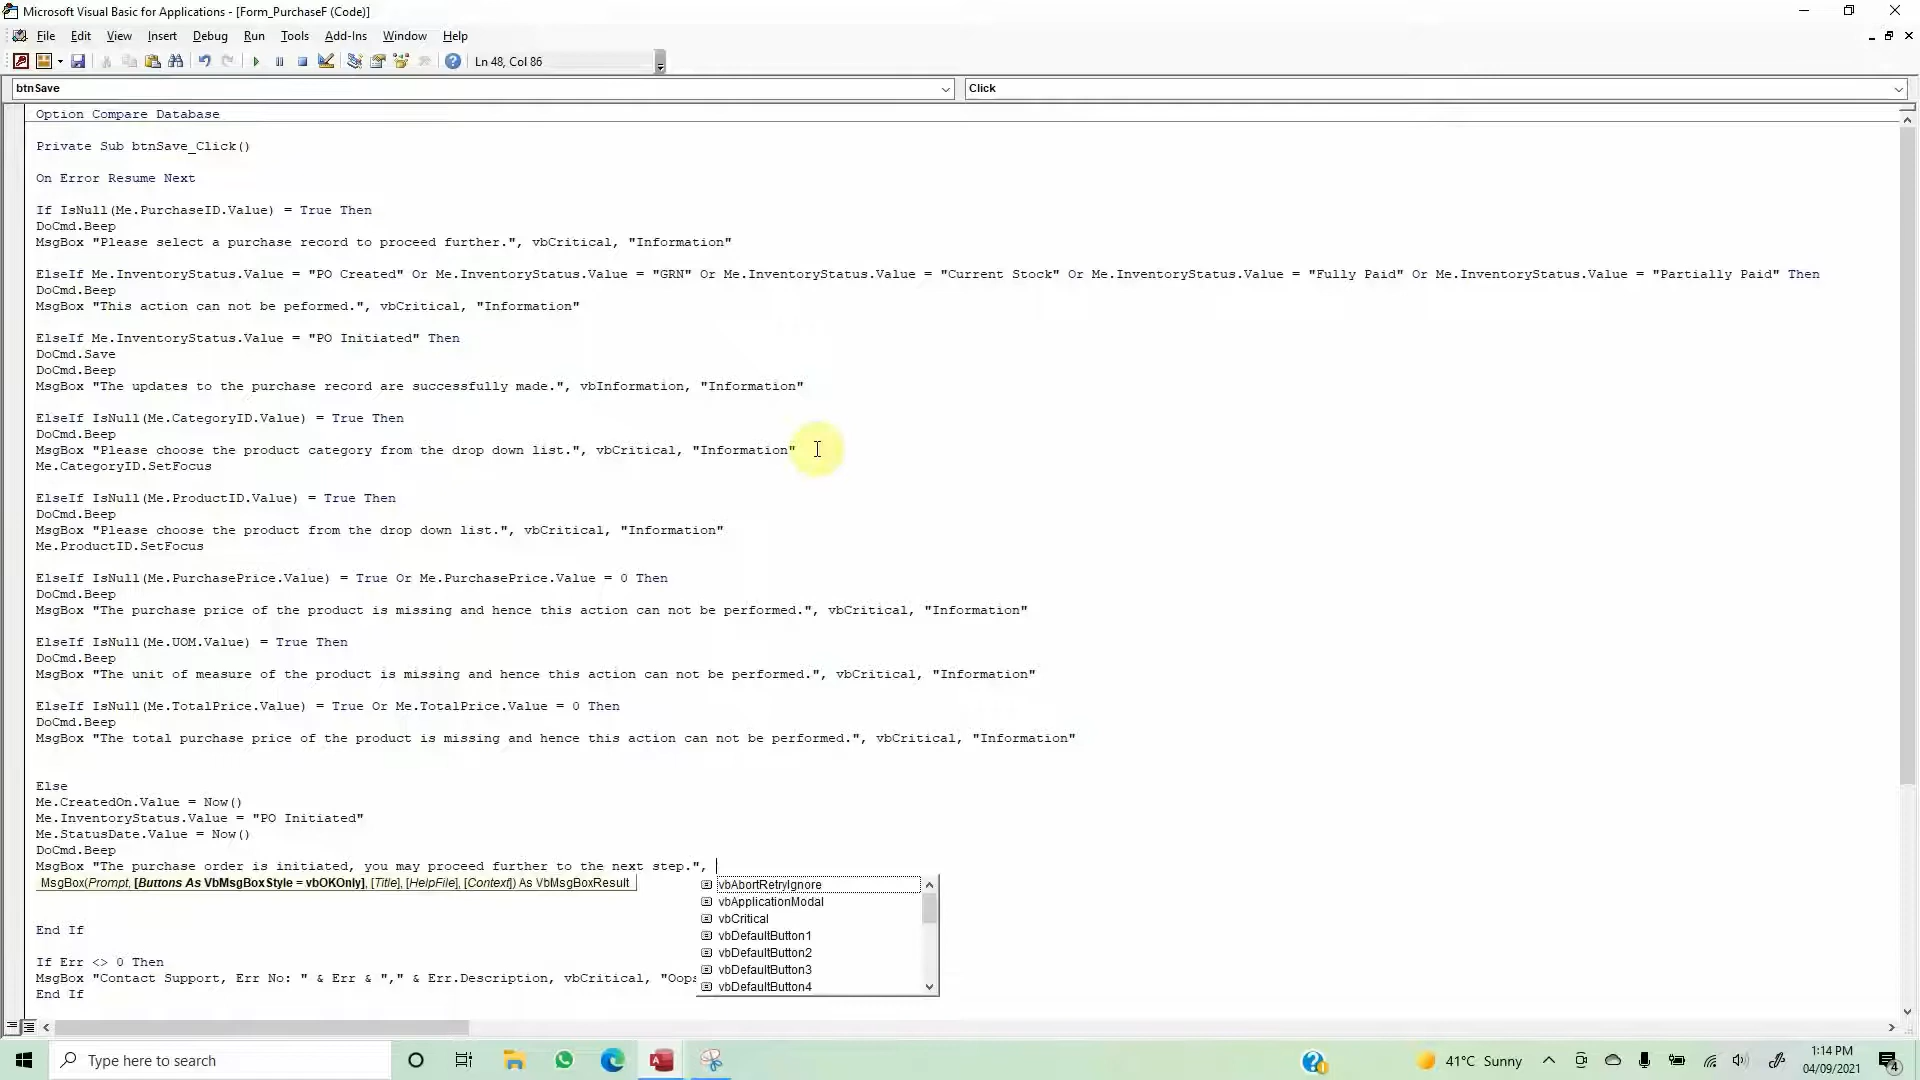 Microsoft Visual Basic for Applications - [Form_PurchaseF (Code)]
File Edit View Insert Debug Run Tools Add-Ins Window Help
Ln 48, Col 86
btnSave
Click
Option Compare Database
Private Sub btnSave_Click()
On Error Resume Next
If IsNull(Me.PurchaseID.Value) = True Then
DoCmd.Beep
MsgBox "Please select a purchase record to proceed further.", vbCritical, "Information"
ElseIf Me.InventoryStatus.Value = "PO Created" Or Me.InventoryStatus.Value = "GRN" Or Me.InventoryStatus.Value = "Current Stock" Or Me.InventoryStatus.Value = "Fully Paid" Or Me.InventoryStatus.Value = "Partially Paid" Then
DoCmd.Beep
MsgBox "This action can not be peformed.", vbCritical, "Information"
ElseIf Me.InventoryStatus.Value = "PO Initiated" Then
DoCmd.Save
DoCmd.Beep
MsgBox "The updates to the purchase record are successfully made.", vbInformation, "Information"
ElseIf IsNull(Me.CategoryID.Value) = True Then
DoCmd.Beep
MsgBox "Please choose the product category from the drop down list.", vbCritical, "Information"
Me.CategoryID.SetFocus
ElseIf IsNull(Me.ProductID.Value) = True Then
DoCmd.Beep
MsgBox "Please choose the product from the drop down list.", vbCritical, "Information"
Me.ProductID.SetFocus
ElseIf IsNull(Me.PurchasePrice.Value) = True Or Me.PurchasePrice.Value = 0 Then
DoCmd.Beep
MsgBox "The purchase price of the product is missing and hence this action can not be performed.", vbCritical, "Information"
ElseIf IsNull(Me.UOM.Value) = True Then
DoCmd.Beep
MsgBox "The unit of measure of the product is missing and hence this action can not be performed.", vbCritical, "Information"
ElseIf IsNull(Me.TotalPrice.Value) = True Or Me.TotalPrice.Value = 0 Then
DoCmd.Beep
MsgBox "The total purchase price of the product is missing and hence this action can not be performed.", vbCritical, "Information"
Else
Me.CreatedOn.Value = Now()
Me.InventoryStatus.Value = "PO Initiated"
Me.StatusDate.Value = Now()
DoCmd.Beep
MsgBox "The purchase order is initiated, you may proceed further to the next step.",
MsgBox(Prompt, [Buttons As VbMsgBoxStyle = vbOKOnly], [Title], [HelpFile], [Context]) As VbMsgBoxResult
vbAbortRetryIgnore
vbApplicationModal
vbCritical
vbDefaultButton1
vbDefaultButton2
vbDefaultButton3
vbDefaultButton4
End If
If Err <> 0 Then
MsgBox "Contact Support, Err No: " & Err & "," & Err.Description, vbCritical, "Oops
End If
Type here to search
41°C Sunny
1:14 PM
04/09/2021
4